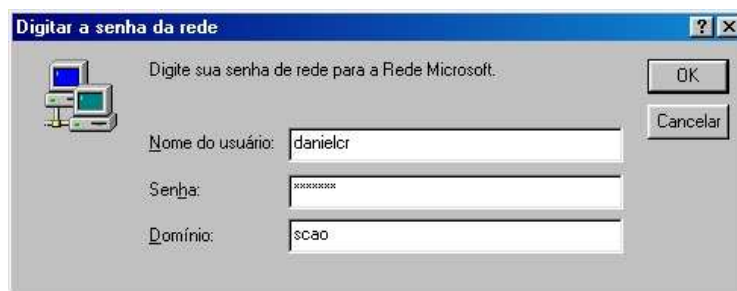 Digitar a senha da rede
Digite sua senha de rede para a Rede Microsoft.
OK
Cancelar
Nome do usuário: danielcr
Senha: *******
Domínio: scao